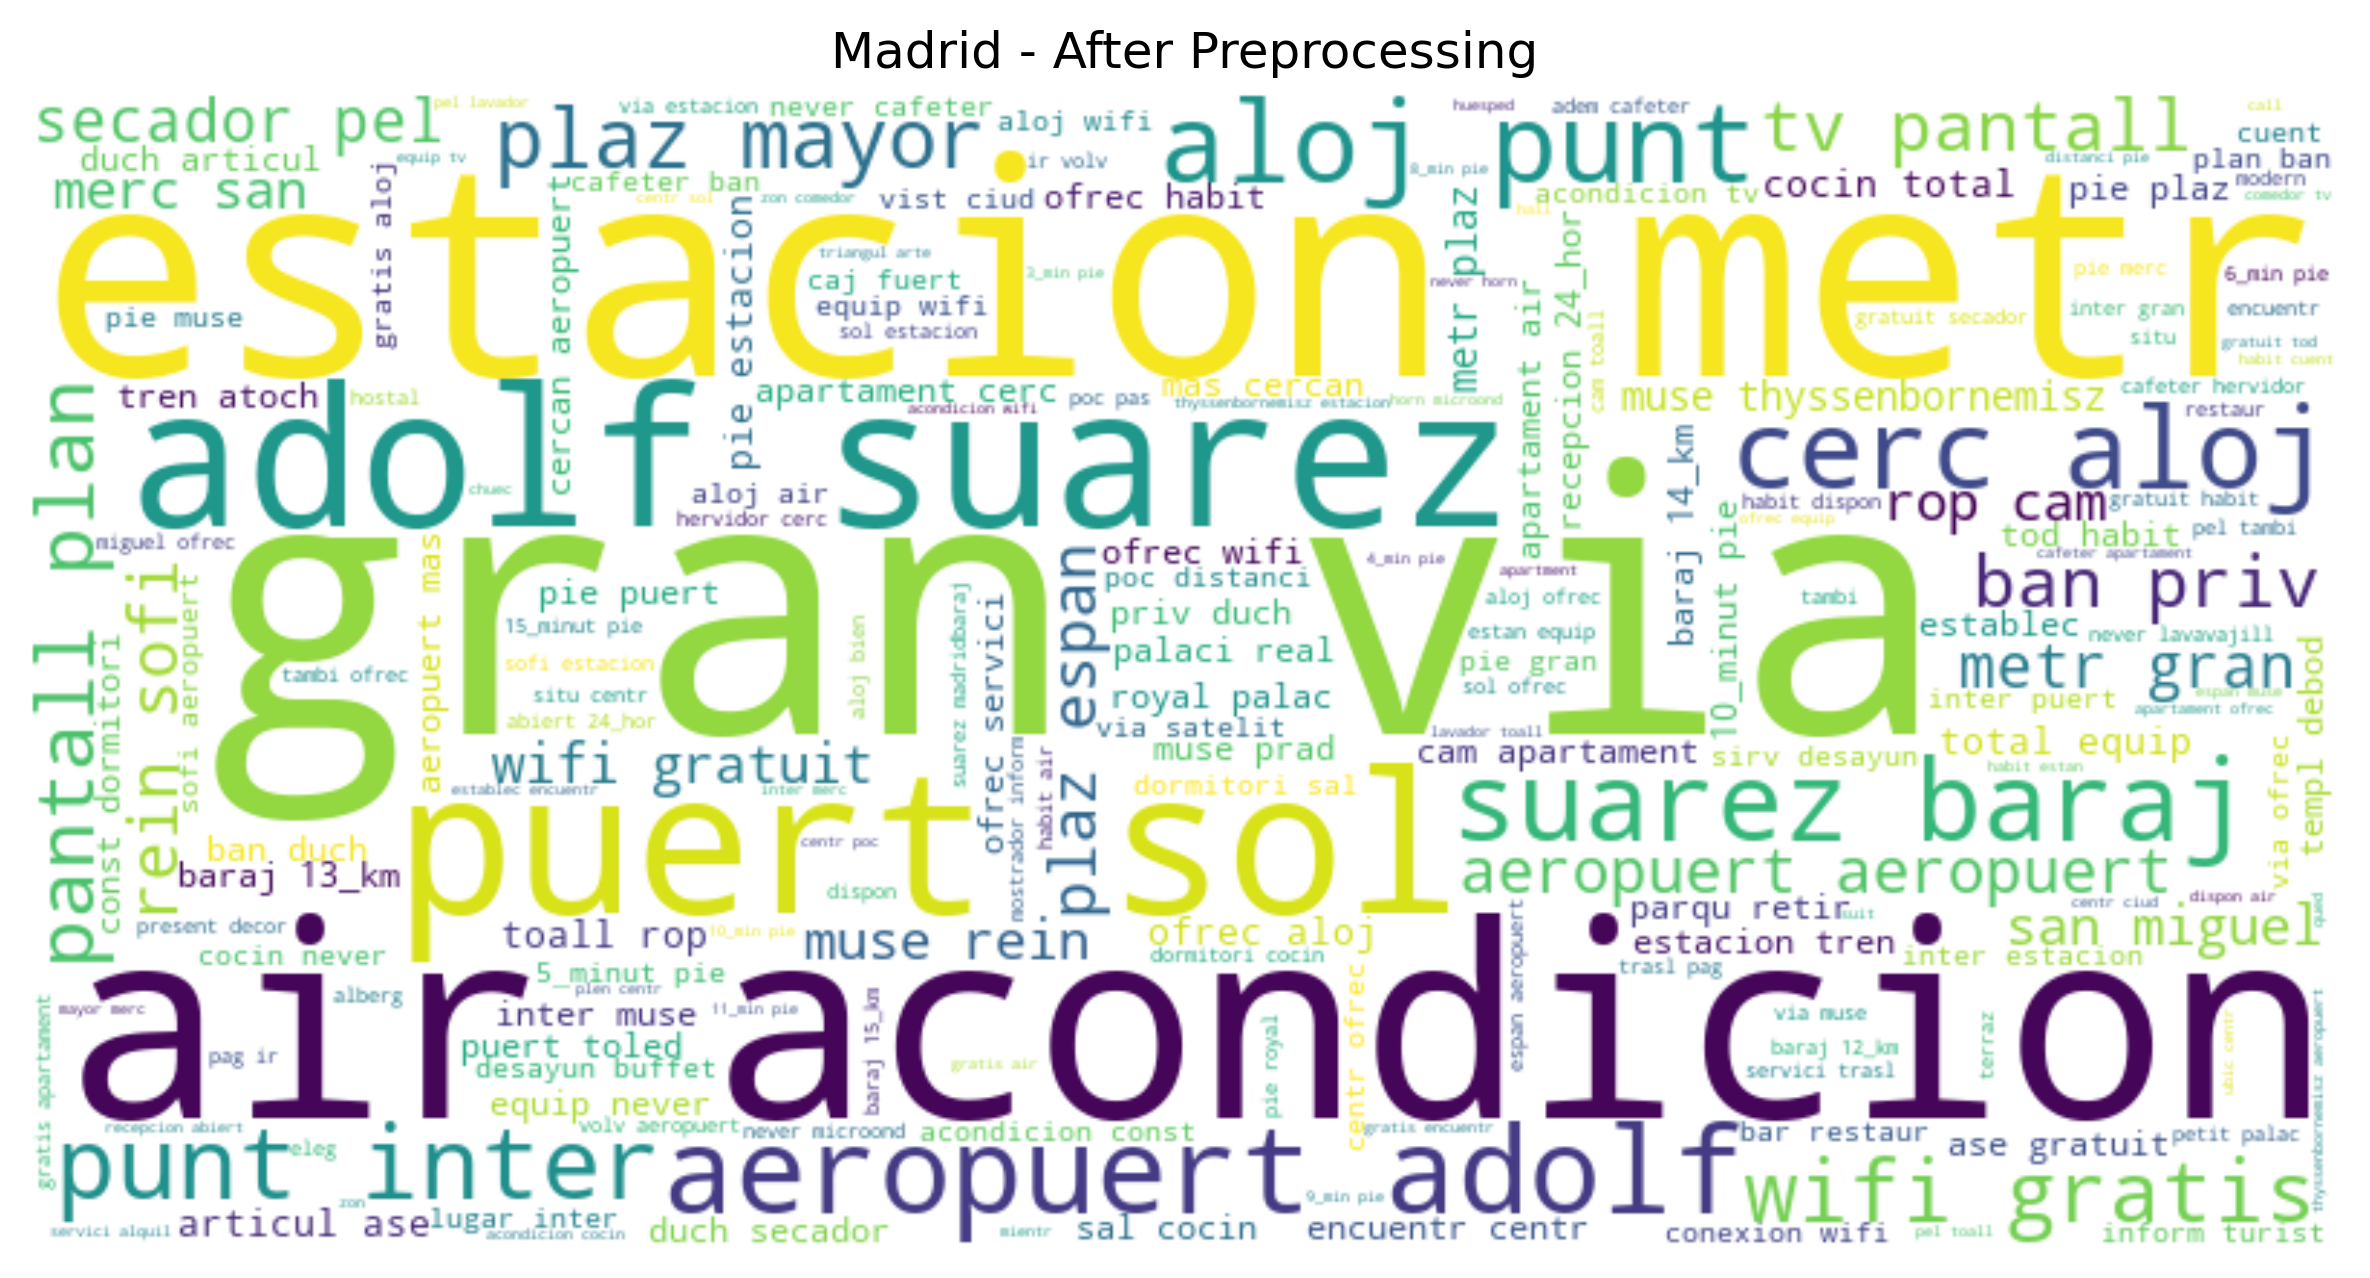 Madrid - After Preprocessing
secador pel
pel lavador
plaz mayor
via estacion
never cafeter
aloj wifi
aloj punt
huesped
adem cafeter
tv pantall
call
cuent
duch articul
equip tv
ir volv
8_min pie
distanci pie
plan ban
merc san
gratis aloj
cercan aeropuert
cafeter ban
centr sol
zon comedor
vist ciud
ofrec habit
metr plaz
acondicion tv
cocin total
pie plaz
modern
comedor tv
hall
estacion metr
pie muse
pie estacion
triangul arte
caj fuert
3_min pie
equip wifi
sol estacion
never horn
apartament air
recepcion 24_hor
cam toall
gratuit secador
pie merc
6_min pie
inter gran
encuentr
situ
gratuit tod
habit cuent
pantall plan
tren atoch
hostal
apartament cerc
acondicion wifi
poc pas
mas cercan
thyssenbornemisz estacion
horn microond
muse thyssenbornemisz
cafeter hervidor
restaur
adolf suarez
chuec
aloj air
hervidor cerc
baraj 14_km
cerc aloj
habit dispon
rop cam
gratuit habit
ofrec equip
tod habit
pel tambi
miguel ofrec
rein sofi
sofi aeropuert
aeropuert mas
gran via
pie puert
15_minut pie
sofi estacion
tambi ofrec
situ centr
abiert 24_hor
aloj bien
suarez madridbaraj
ofrec servici
plaz espan
ofrec wifi
poc distanci
priv duch
palaci real
royal palac
via satelit
muse prad
4_min pie
apartment
aloj ofrec
estan equip
pie gran
sol ofrec
lavador toall
10_minut pie
tambi
cafeter apartament
ban priv
establec
never lavavajill
metr gran
inter puert
espan muse
apartament ofrec
templ debod
const dormitori
wifi gratuit
establec encuentr
inter merc
mostrador inform
habit air
dormitori sal
cam apartament
sirv desayun
total equip
habit estan
via ofrec
puert sol
suarez baraj
ban duch
baraj 13_km
centr poc
dispon
aeropuert aeropuert
present decor
cocin never
toall rop
10_min pie
muse rein
ofrec aloj
dormitori cocin
espan aeropuert
parqu retir
suit
estacion tren
trasl pag
centr ciud
dispon air
san miguel
inter estacion
qued
air acondicion
5_minut pie
plen centr
alberg
mayor merc
inter muse
11_min pie
baraj 15_km
pag ir
puert toled
desayun buffet
gratis air
pie royal
centr ofrec
via muse
baraj 12_km
servici trasl
terraz
ubic centr
thyssenbornemisz aeropuert
gratis apartament
equip never
recepcion abiert
volv aeropuert
never microond
acondicion const
gratis encuentr
bar restaur
ase gratuit
petit palac
punt inter
eleg
aeropuert adolf
wifi gratis
zon
9_min pie
servici alquil
articul ase
lugar inter
acondicion cocin
duch secador
mientr
sal cocin
encuentr centr
conexion wifi
pel toall
inform turist